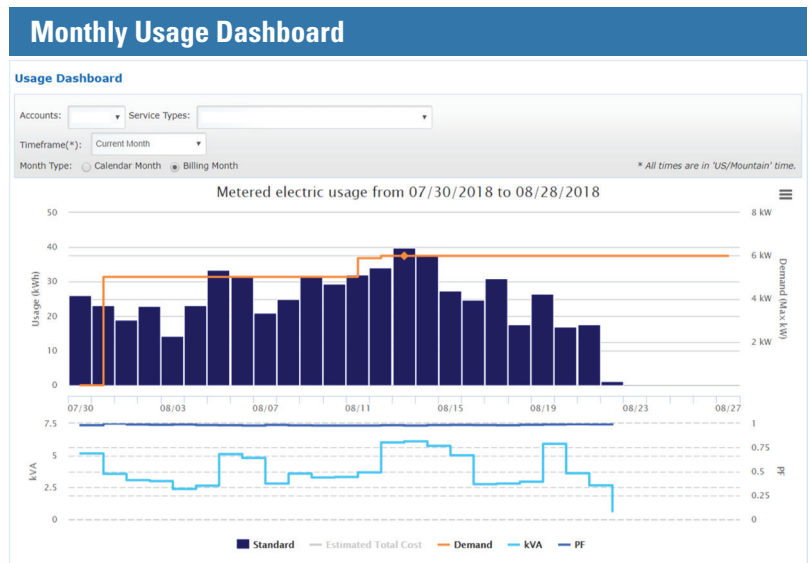 Monthly Usage Dashboard
Usage Dashboard
Accounts: Service Types:
Timeframe(*): Current Month
Month Type: Calendar Month Billing Month * All times are in 'US/Mountain' time.
Metered electric usage from 07/30/2018 to 08/28/2018
50 8 kW
40 6 kW
30 4 kW
20 2 kW
10
0
Usage (kWh)
Demand (Max kW)
07/30 08/03 08/07 08/11 08/15 08/19 08/23 08/27
7.5 1
5 0.75
2.5 0.5
0 0.25
0
kVA
PF
Standard Estimated Total Cost Demand kVA PF